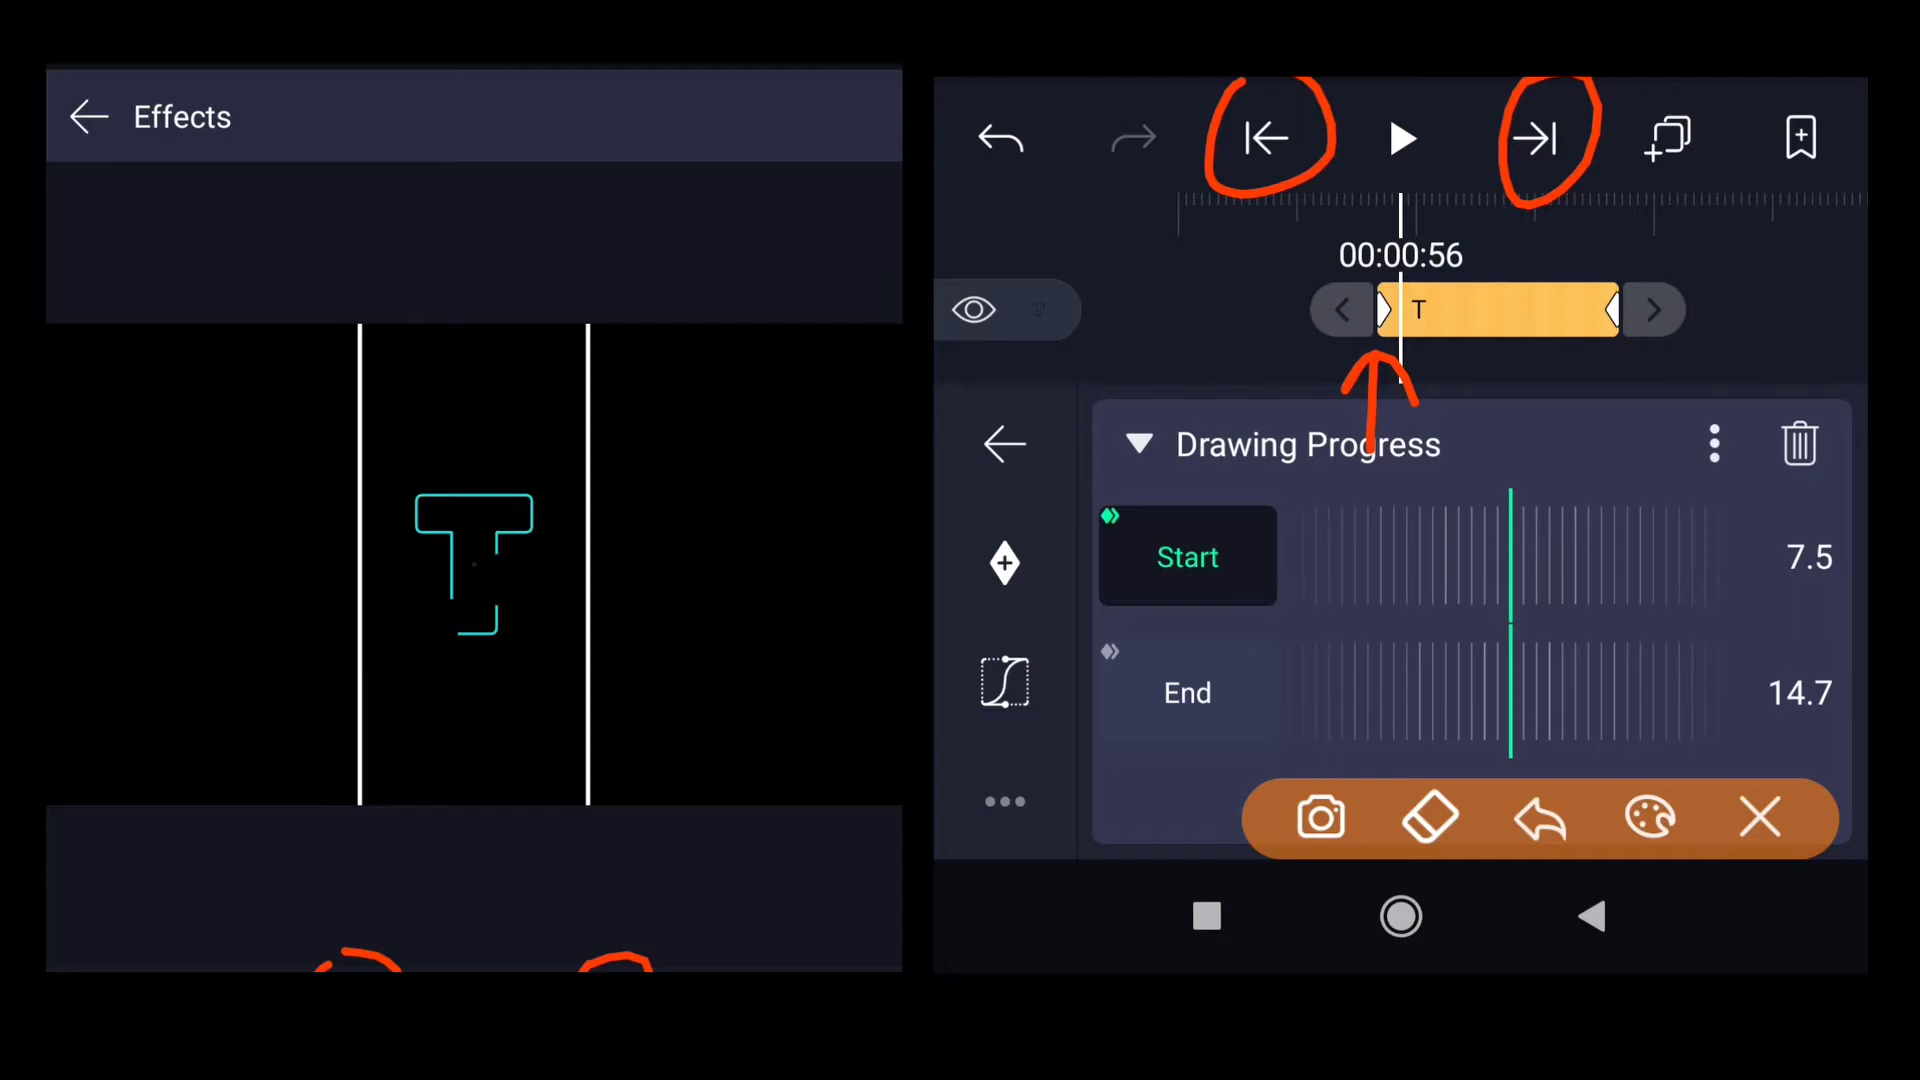 Effects
T
00:00:56
T
T
Drawing Progress
Start
7.5
End
14.7